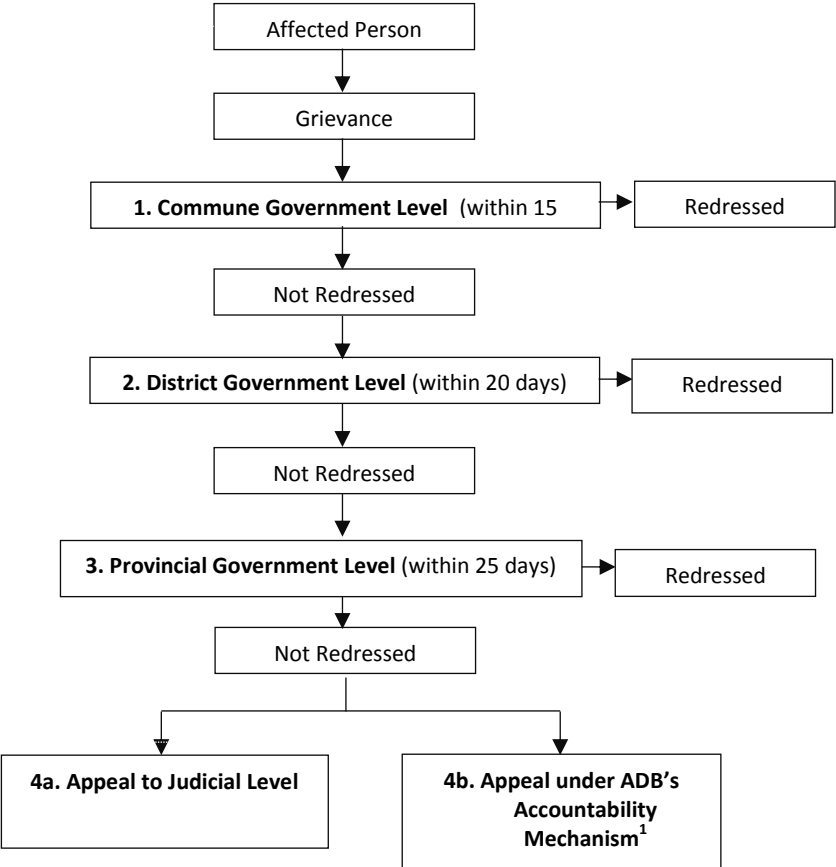 Affected Person
Grievance
1. Commune Government Level (within 15
Redressed
Not Redressed
2. District Government Level (within 20 days)
Redressed
Not Redressed
3. Provincial Government Level (within 25 days)
Redressed
Not Redressed
4a. Appeal to Judicial Level
4b. Appeal under ADB’s
Accountability
Mechanism1